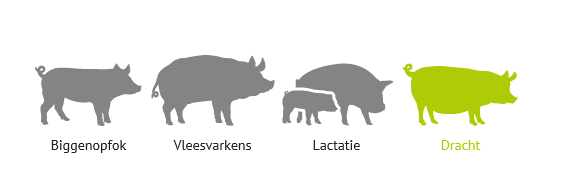 Biggenopfok
Vleesvarkens
Lactatie
Dracht